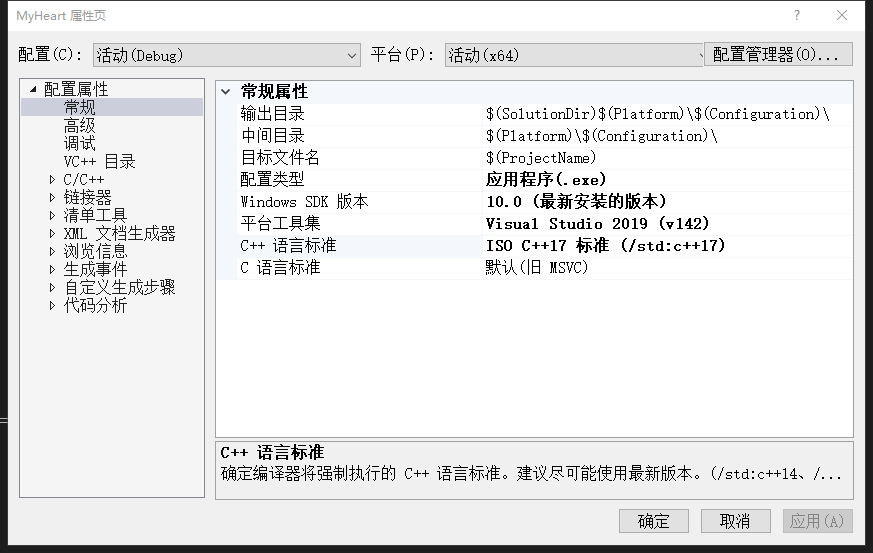 MyHeart 属性页
配置(C): 活动(Debug) 平台(P): 活动(x64) 配置管理器(O)...
配置属性
常规
高级
调试
VC++ 目录
C/C++
链接器
清单工具
XML 文档生成器
浏览信息
生成事件
自定义生成步骤
代码分析
常规属性
输出目录 $(SolutionDir)$(Platform)\$(Configuration)\
中间目录 $(Platform)\$(Configuration)\
目标文件名 $(ProjectName)
配置类型 应用程序(.exe)
Windows SDK 版本 10.0 (最新安装的版本)
平台工具集 Visual Studio 2019 (v142)
C++ 语言标准 ISO C++17 标准 (/std:c++17)
C 语言标准 默认(旧 MSVC)
C++ 语言标准
确定编译器将强制执行的 C++ 语言标准。建议尽可能使用最新版本。(/std:c++14、/...
确定 取消 应用(A)